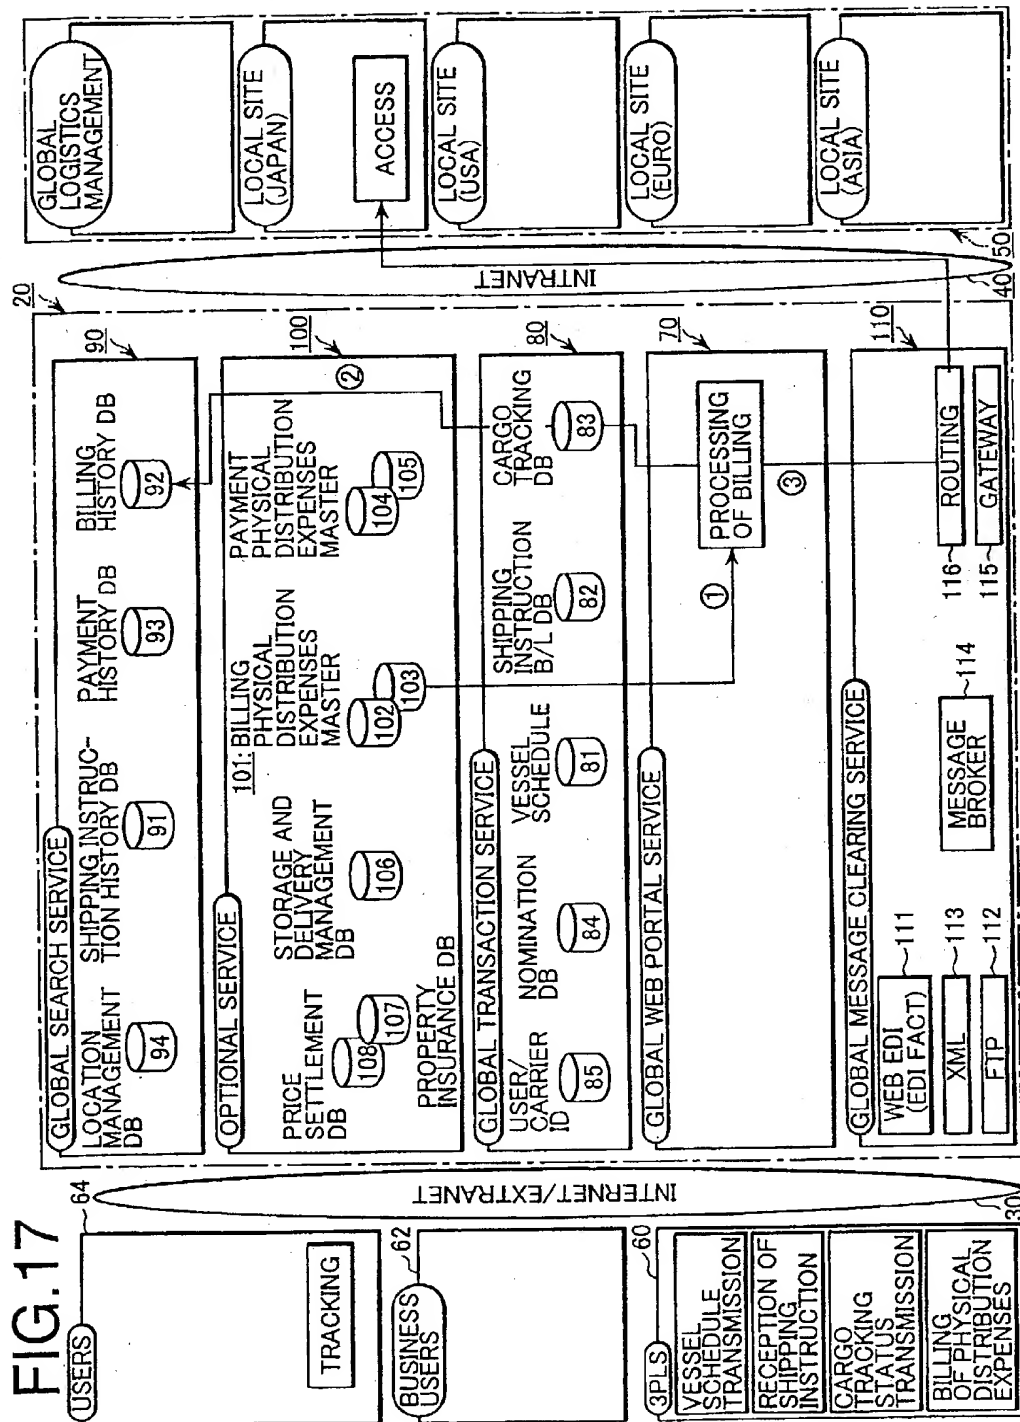 FIG.17
USERS
64
TRACKING
BUSINESS
USERS
62
3PLS
60
VESSEL
SCHEDULE
TRANSMISSION
RECEPTION OF
SHIPPING
INSTRUCTION
CARGO
TRACKING
STATUS
TRANSMISSION
BILLING
OF PHYSICAL
DISTRIBUTION
EXPENSES
INTERNET/EXTRANET
30
20
GLOBAL SEARCH SERVICE
90
LOCATION
MANAGEMENT
DB
94
SHIPPING INSTRUC-
TION HISTORY DB
91
PAYMENT
HISTORY DB
93
BILLING
HISTORY DB
92
OPTIONAL SERVICE
100
PRICE
SETTLEMENT
DB
108
107
PROPERTY
INSURANCE DB
STORAGE AND
DELIVERY
MANAGEMENT
DB
106
101: BILLING
PHYSICAL
DISTRIBUTION
EXPENSES
MASTER
102
103
PAYMENT
PHYSICAL
DISTRIBUTION
EXPENSES
MASTER
104
105
②
GLOBAL TRANSACTION SERVICE
80
USER/
CARRIER
ID
85
NOMINATION
DB
84
VESSEL
SCHEDULE
81
SHIPPING
INSTRUCTION
B/L DB
82
CARGO
TRACKING
DB
83
GLOBAL WEB PORTAL SERVICE
70
①
PROCESSING
OF BILLING
③
GLOBAL MESSAGE CLEARING SERVICE
110
WEB EDI
(EDI FACT)
111
XML
113
FTP
112
MESSAGE
BROKER
114
ROUTING
116
GATEWAY
115
INTRANET
40
50
GLOBAL
LOGISTICS
MANAGEMENT
LOCAL SITE
(JAPAN)
ACCESS
LOCAL SITE
(USA)
LOCAL SITE
(EURO)
LOCAL SITE
(ASIA)